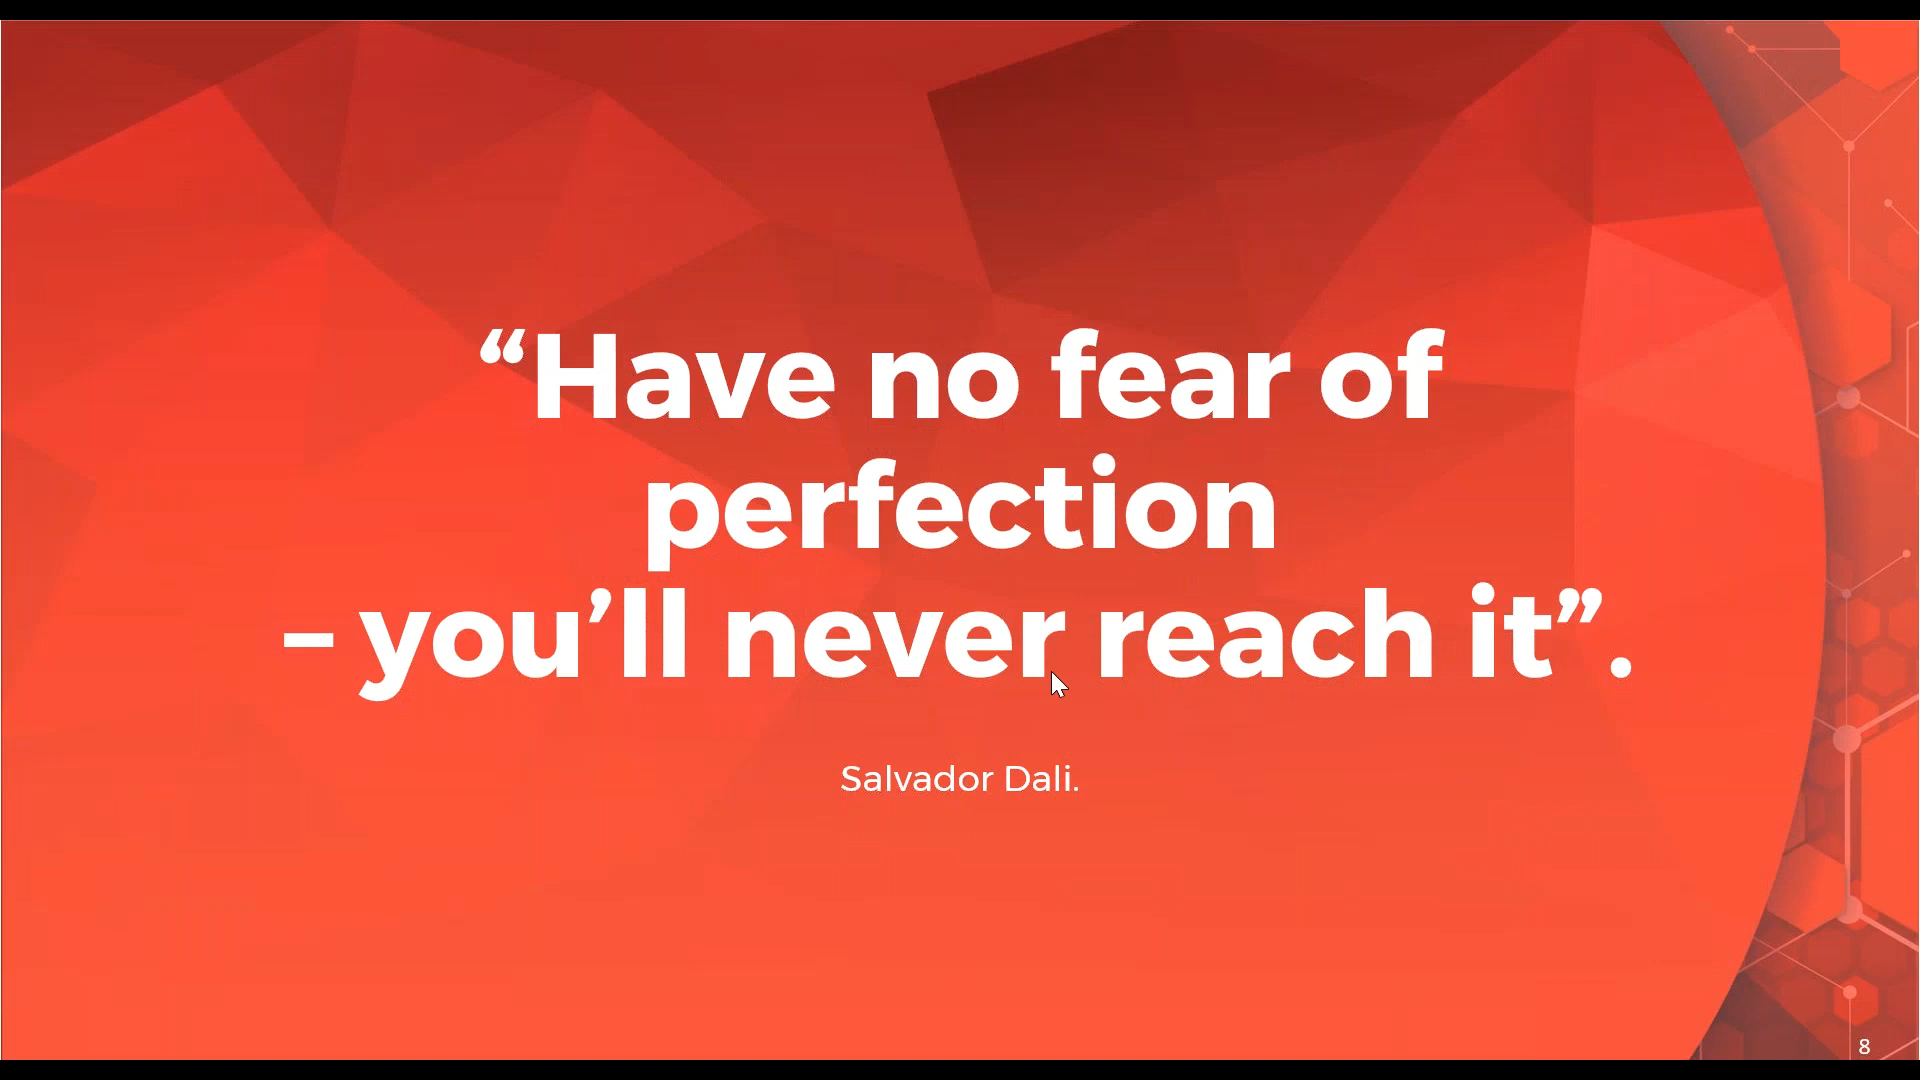 “Have no fear of
perfection
– you’ll never reach it”.
Salvador Dali.
8